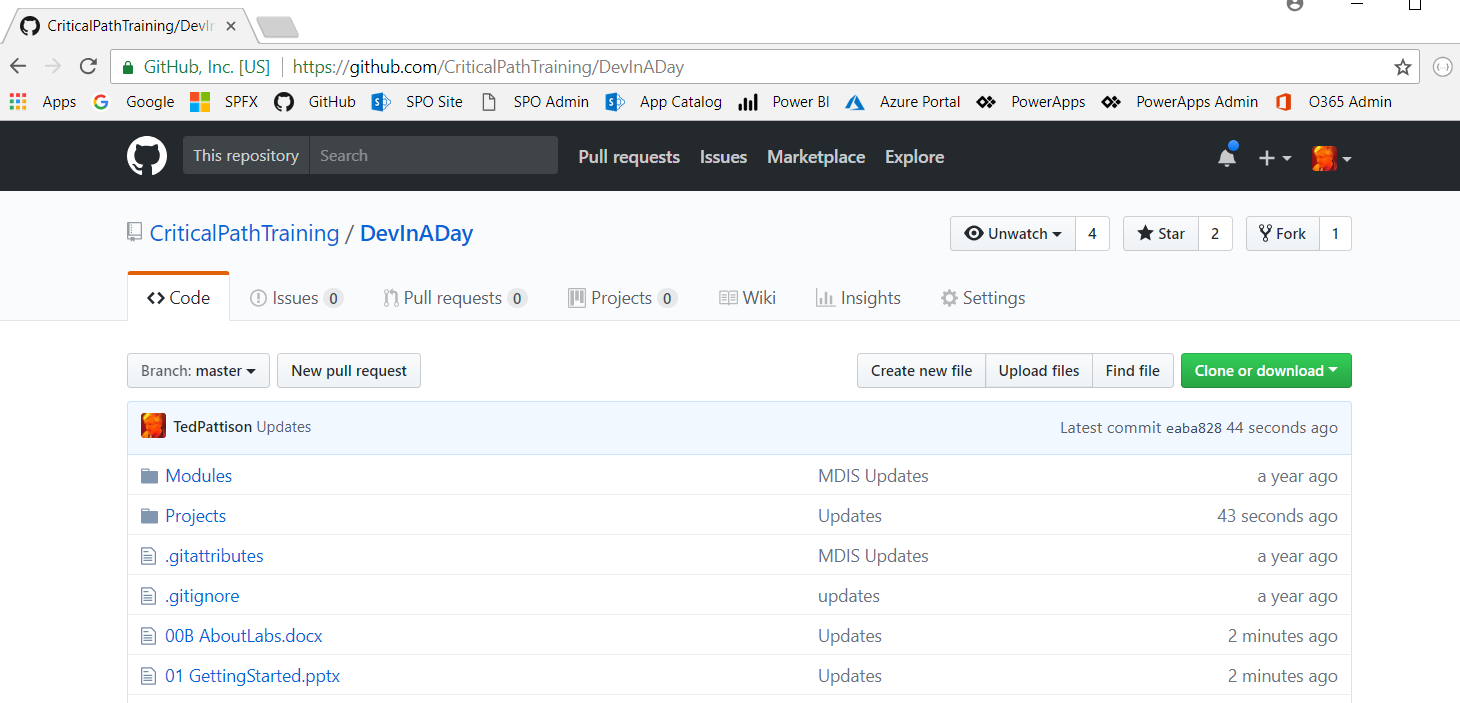 CriticalPathTraining/DevIn
GitHub, Inc. [US] https://github.com/CriticalPathTraining/DevInADay
Apps Google SPFX GitHub SPO Site SPO Admin App Catalog Power BI Azure Portal PowerApps PowerApps Admin O365 Admin
This repository Search Pull requests Issues Marketplace Explore
CriticalPathTraining / DevInADay Unwatch 4 Star 2 Fork 1
Code Issues 0 Pull requests 0 Projects 0 Wiki Insights Settings
Branch: master New pull request Create new file Upload files Find file Clone or download
TedPattison Updates Latest commit eaba828 44 seconds ago
Modules MDIS Updates a year ago
Projects Updates 43 seconds ago
.gitattributes MDIS Updates a year ago
.gitignore updates a year ago
00B AboutLabs.docx Updates 2 minutes ago
01 GettingStarted.pptx Updates 2 minutes ago